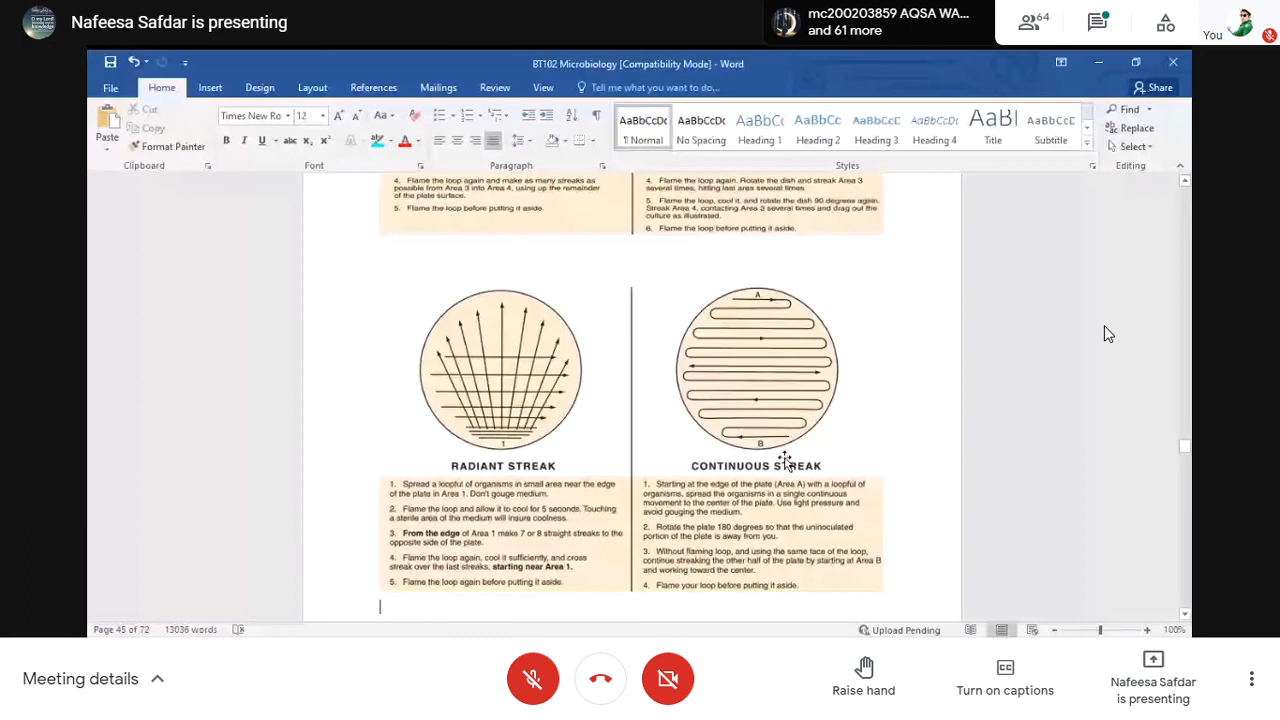 Nafeesa Safdar is presenting
mc200203859 AQSA WA...
and 61 more
64
You
BT102 Microbiology [Compatibility Mode] - Word
File Home Insert Design Layout References Mailings Review View Tell me what you want to do... Share
Paste
Cut
Copy
Format Painter
Clipboard
Times New Ro 12
Font
Paragraph
AaBbCcDc AaBbCcDc AaBbCc AaBbCc AaBbCc AaBbCcDc AaBl AaBbCcC
¶ Normal No Spacing Heading 1 Heading 2 Heading 3 Heading 4 Title Subtitle
Styles
Find
Replace
Select
Editing
4. Flame the loop again and make as many streaks as
possible from Area 3 into Area 4, using up the remainder
of the plate surface.
5. Flame the loop before putting it aside.
4. Flame the loop again. Rotate the dish and streak Area 3
several times, hitting last area several times.
5. Flame the loop, cool it, and rotate the dish 90 degrees again.
Streak Area 4, contacting Area 3 several times and drag out the
culture as illustrated.
6. Flame the loop before putting it aside.
1
RADIANT STREAK
1. Spread a loopful of organisms in small area near the edge
of the plate in Area 1. Don't gouge medium.
2. Flame the loop and allow it to cool for 5 seconds. Touching
a sterile area of the medium will insure coolness.
3. From the edge of Area 1 make 7 or 8 straight streaks to the
opposite side of the plate.
4. Flame the loop again, cool it sufficiently, and cross
streak over the last streaks, starting near Area 1.
5. Flame the loop again before putting it aside.
A
B
CONTINUOUS STREAK
1. Starting at the edge of the plate (Area A) with a loopful of
organisms, spread the organisms in a single continuous
movement to the center of the plate. Use light pressure and
avoid gouging the medium.
2. Rotate the plate 180 degrees so that the uninoculated
portion of the plate is away from you.
3. Without flaming loop, and using the same face of the loop,
continue streaking the other half of the plate by starting at Area B
and working toward the center.
4. Flame your loop before putting it aside.
Page 45 of 72 13036 words Upload Pending 100%
Meeting details
Raise hand
Turn on captions
Nafeesa Safdar
is presenting